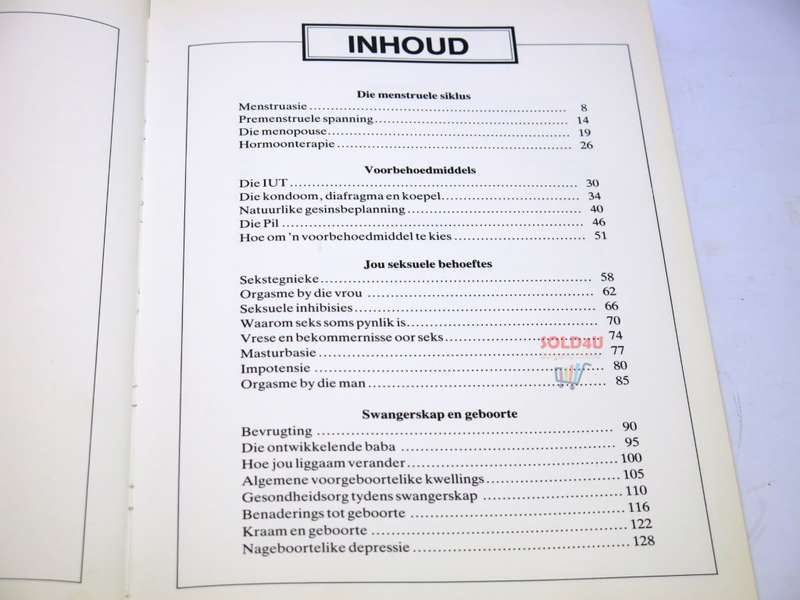 INHOUD
Die menstruele siklus
Menstruasie ........ 8
Premenstruele spanning ........ 14
Die menopouse ........ 19
Hormoonterapie ........ 26
Voorbehoedmiddels
Die IUT ........ 30
Die kondoom, diafragma en koepel ........ 34
Natuurlike gesinsbeplanning ........ 40
Die Pil ........ 46
Hoe om 'n voorbehoedmiddel te kies ........ 51
Jou seksuele behoeftes
Sekstegnieke ........ 58
Orgasme by die vrou ........ 62
Seksuele inhibisies ........ 66
Waarom seks soms pynlik is ........ 70
Vrese en bekommernisse oor seks ........ 74
SOLD4U
Masturbasie ........ 77
Impotensie ........ 80
Orgasme by die man ........ 85
Swangerskap en geboorte
Bevrugting ........ 90
Die ontwikkelende baba ........ 95
Hoe jou liggaam verander ........ 100
Algemene voorgeboortelike kwellings ........ 105
Gesondheidsorg tydens swangerskap ........ 110
Benaderings tot geboorte ........ 116
Kraam en geboorte ........ 122
Nageboortelike depressie ........ 128